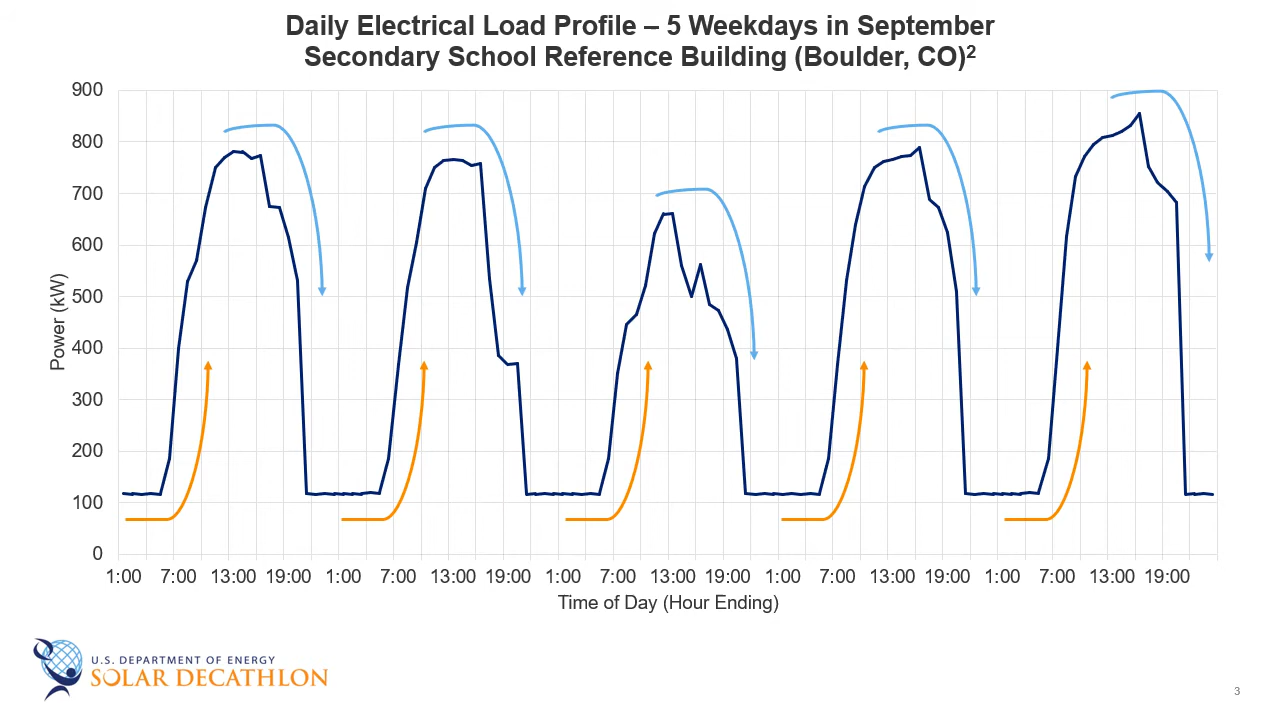 Daily Electrical Load Profile – 5 Weekdays in September
Secondary School Reference Building (Boulder, CO)²
900
800
700
600
500
400
300
200
100
0
Power (kW)
1:00 7:00 13:00 19:00 1:00 7:00 13:00 19:00 1:00 7:00 13:00 19:00 1:00 7:00 13:00 19:00 1:00 7:00 13:00 19:00
Time of Day (Hour Ending)
U.S. DEPARTMENT OF ENERGY
SOLAR DECATHLON
3